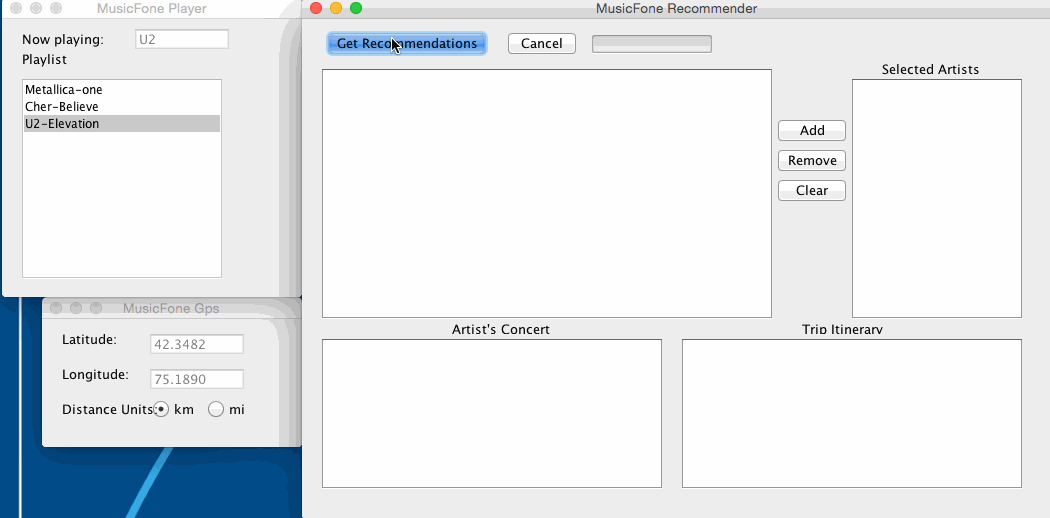 MusicFone Player
Now playing: U2
Playlist
Metallica-one
Cher-Believe
U2-Elevation
MusicFone Gps
Latitude: 42.3482
Longitude: 75.1890
Distance Units: km mi
MusicFone Recommender
Get Recommendations Cancel
Selected Artists
Add
Remove
Clear
Artist's Concert
Trip Itinerary